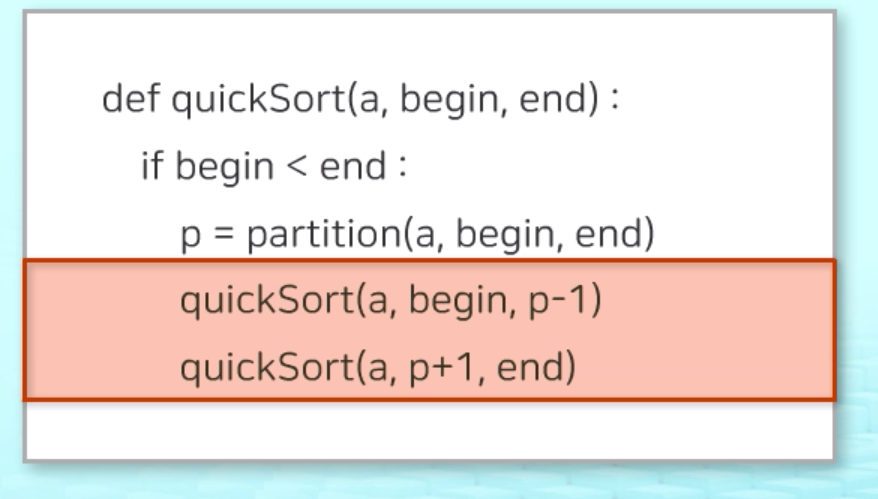 def quickSort(a, begin, end) :
if begin < end :
p = partition(a, begin, end)
quickSort(a, begin, p-1)
quickSort(a, p+1, end)